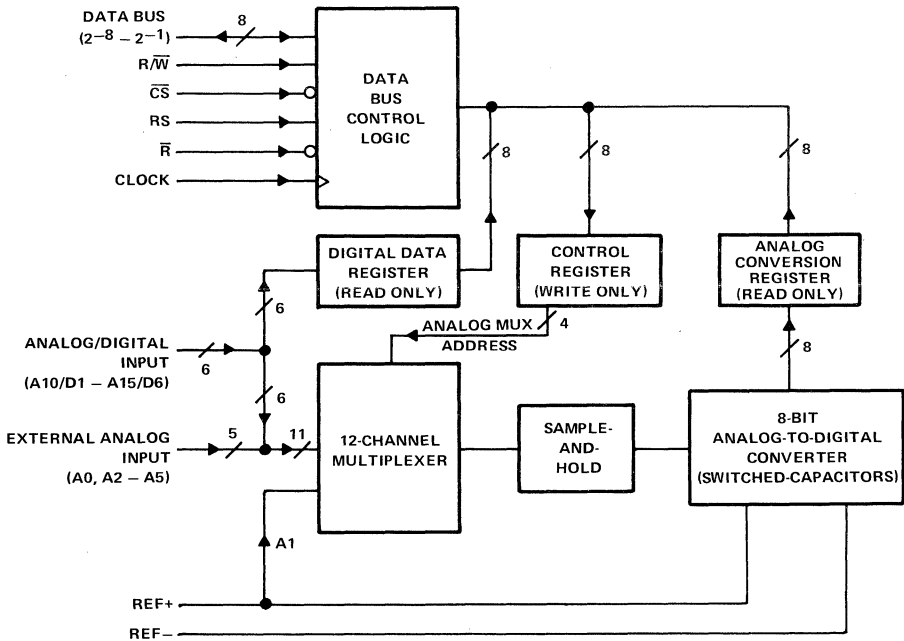 DATA BUS
(2⁻⁸ – 2⁻¹)
8
R/W̅
C̅S̅
RS
R̅
CLOCK
DATA
BUS
CONTROL
LOGIC
8
8
8
DIGITAL DATA
REGISTER
(READ ONLY)
CONTROL
REGISTER
(WRITE ONLY)
ANALOG
CONVERSION
REGISTER
(READ ONLY)
6
ANALOG MUX
ADDRESS
4
8
ANALOG/DIGITAL
INPUT
(A10/D1 – A15/D6)
6
6
EXTERNAL ANALOG
INPUT
(A0, A2 – A5)
5
11
12-CHANNEL
MULTIPLEXER
SAMPLE-
AND-
HOLD
8-BIT
ANALOG-TO-DIGITAL
CONVERTER
(SWITCHED-CAPACITORS)
A1
REF+
REF–